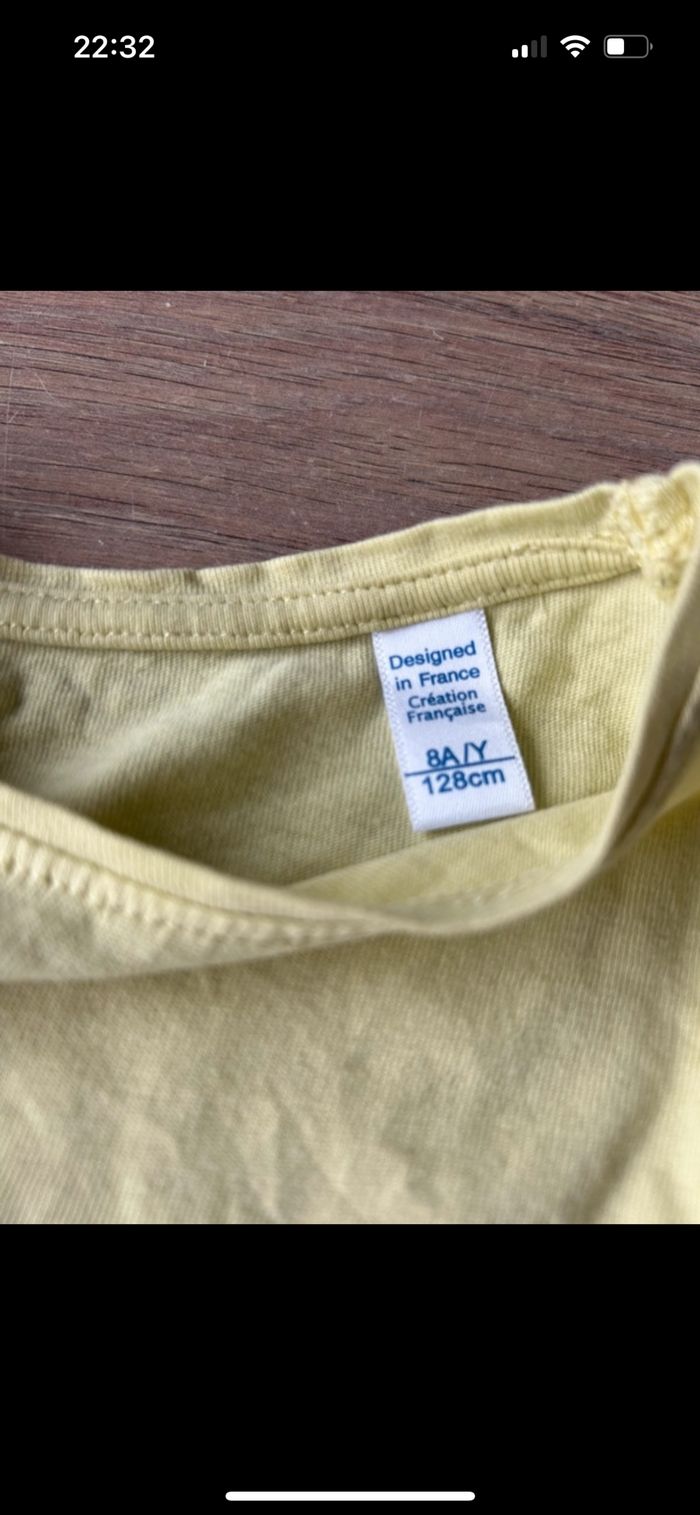 22:32
Designed
in France
Création
Française
8A/Y
128cm